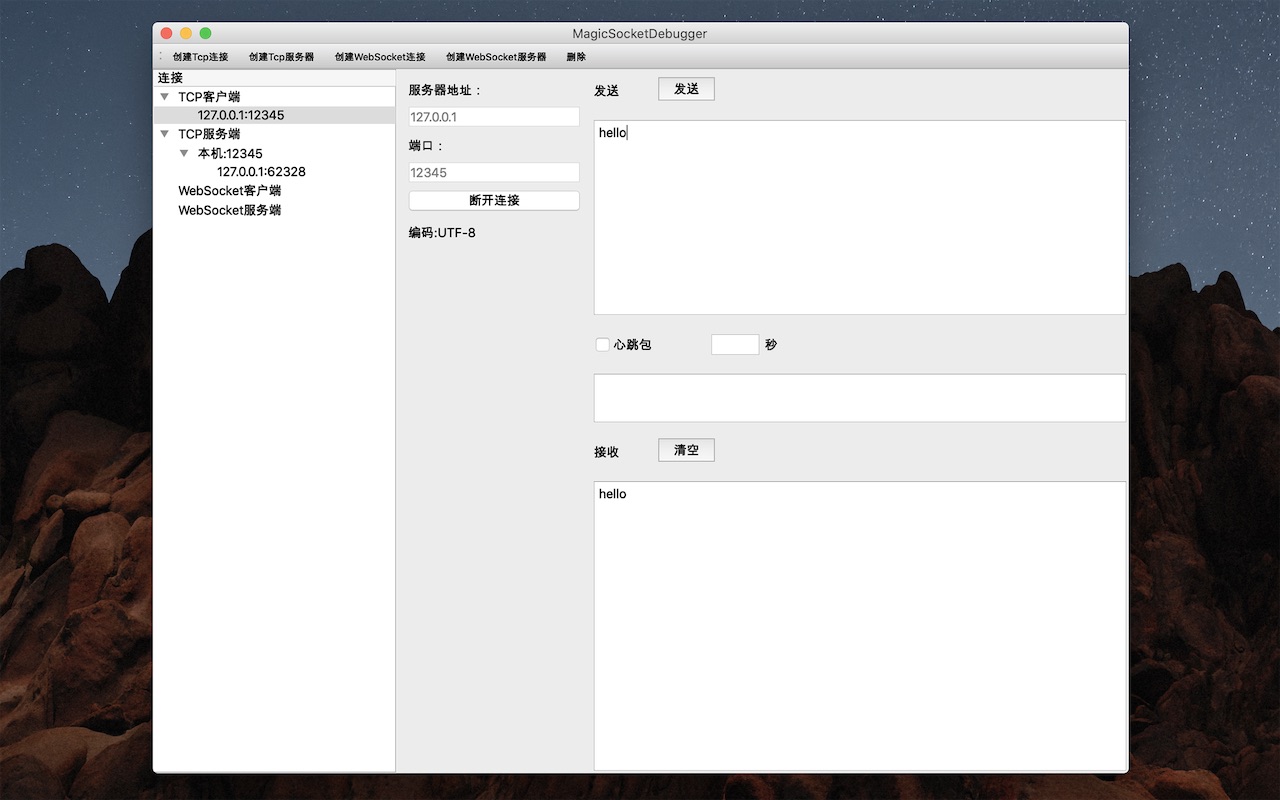 MagicSocketDebugger
创建Tcp连接 创建Tcp服务器 创建WebSocket连接 创建WebSocket服务器 删除
连接
TCP客户端
127.0.0.1:12345
TCP服务端
本机:12345
127.0.0.1:62328
WebSocket客户端
WebSocket服务端
服务器地址：
127.0.0.1
端口：
12345
断开连接
编码:UTF-8
发送 发送
hello
心跳包 秒
接收 清空
hello